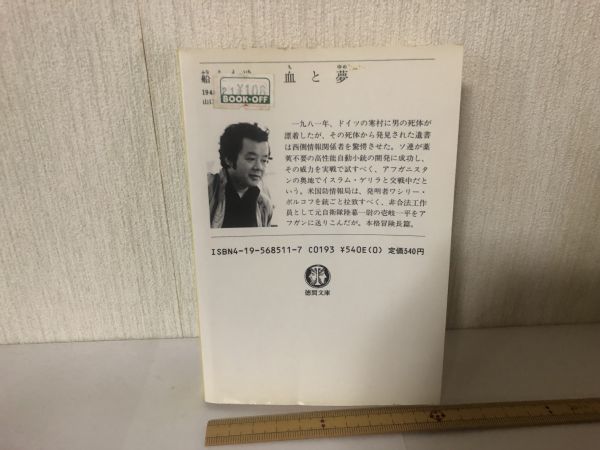 船
血と夢
ち
ゆめ
¥108
BOOK・OFF
194
山口
一九八一年、ドイツの寒村に男の死体が
漂着したが、その死体から発見された遺書
は西側情報関係者を驚愕させた。ソ連が薬
莢不要の高性能自動小銃の開発に成功し、
その威力を実戦で試すべく、アフガニスタ
ンの奥地でイスラム・ゲリラと交戦中だと
いう。米国防情報局は、発明者ワシリー・
ボルコフを銃ごと拉致すべく、非合法工作
員として元自衛隊陸幕一尉の壱岐一平をア
フガンに送りこんだが。本格冒険長篇。
ISBN4-19-568511-7 C0193 ¥540E(0) 定価540円
徳間文庫